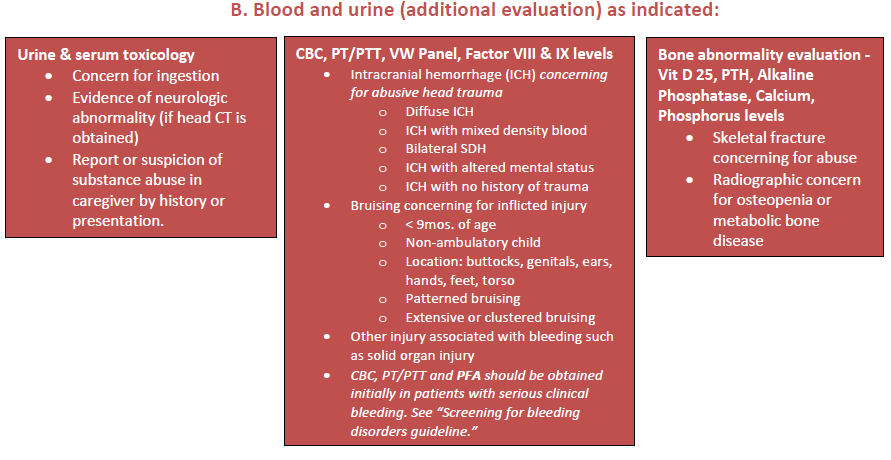 B. Blood and urine (additional evaluation) as indicated:
Urine & serum toxicology
• Concern for ingestion
• Evidence of neurologic
abnormality (if head CT is
obtained)
• Report or suspicion of
substance abuse in
caregiver by history or
presentation.
CBC, PT/PTT, VW Panel, Factor VIII & IX levels
• Intracranial hemorrhage (ICH) concerning
for abusive head trauma
o Diffuse ICH
o ICH with mixed density blood
o Bilateral SDH
o ICH with altered mental status
o ICH with no history of trauma
• Bruising concerning for inflicted injury
o < 9mos. of age
o Non-ambulatory child
o Location: buttocks, genitals, ears,
hands, feet, torso
o Patterned bruising
o Extensive or clustered bruising
• Other injury associated with bleeding such
as solid organ injury
• CBC, PT/PTT and PFA should be obtained
initially in patients with serious clinical
bleeding. See “Screening for bleeding
disorders guideline.”
Bone abnormality evaluation -
Vit D 25, PTH, Alkaline
Phosphatase, Calcium,
Phosphorus levels
• Skeletal fracture
concerning for abuse
• Radiographic concern
for osteopenia or
metabolic bone
disease